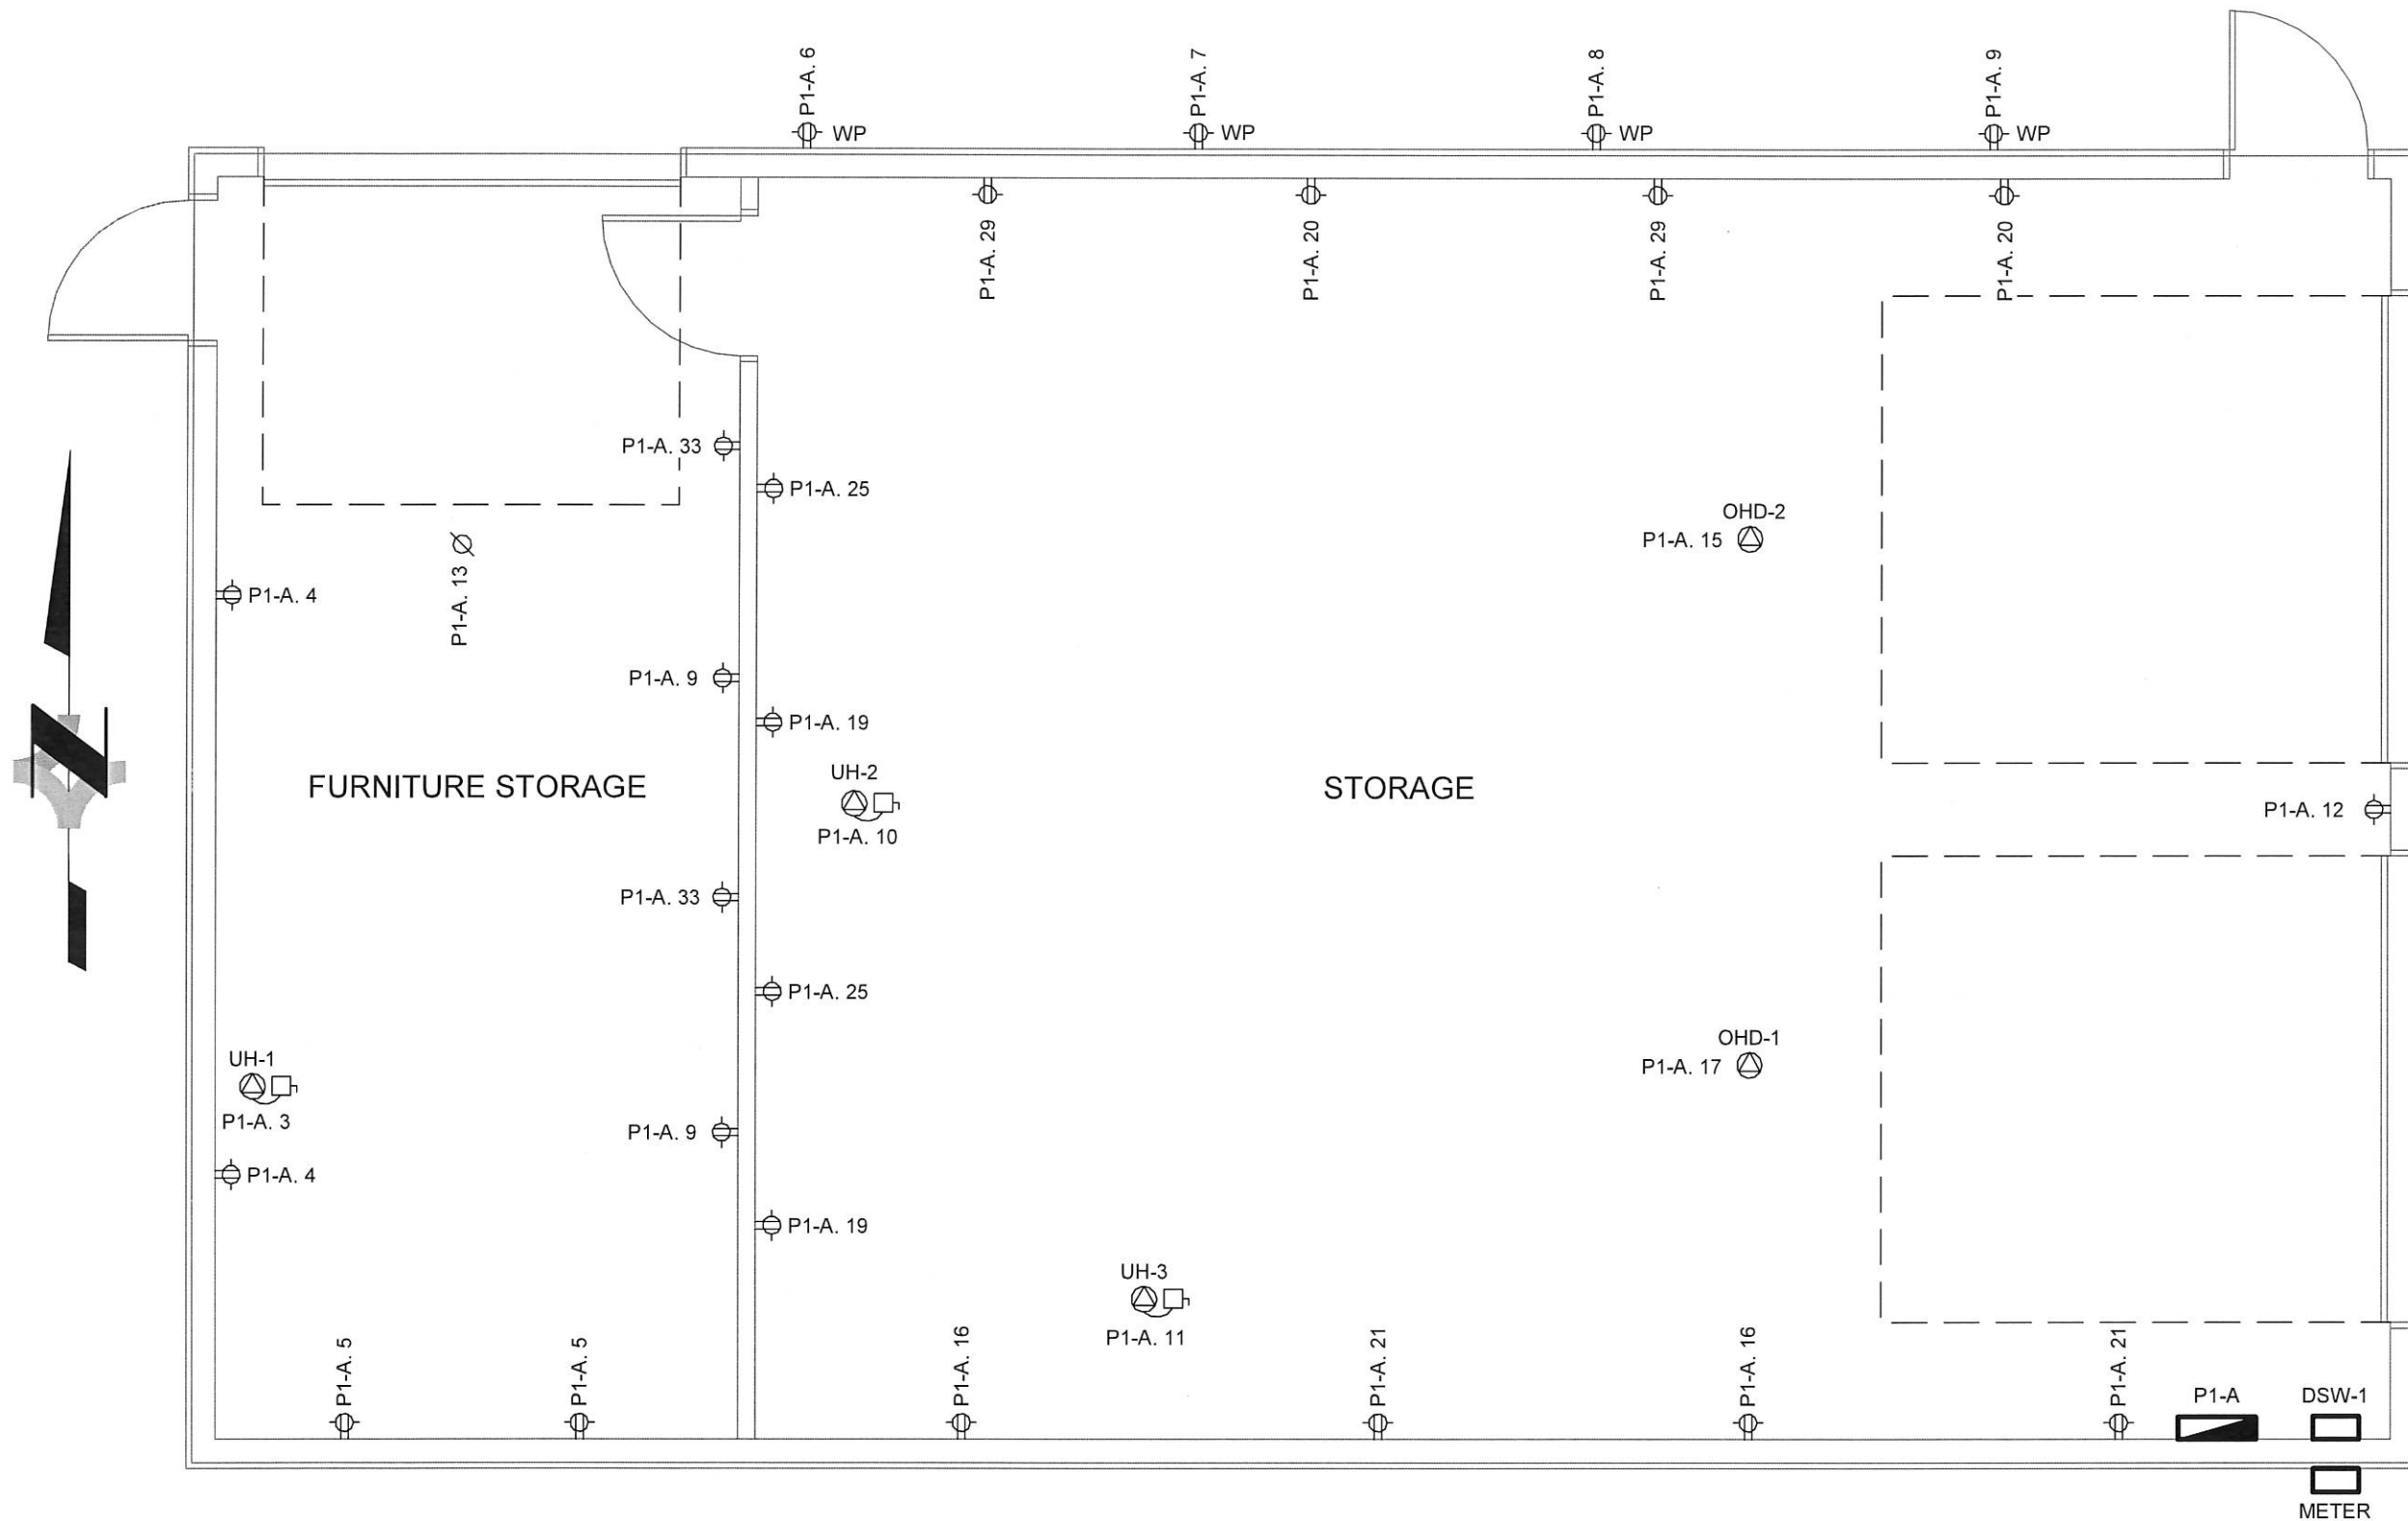 P1-A. 6
P1-A. 7
P1-A. 8
P1-A. 9
WP
WP
WP
WP
P1-A. 29
P1-A. 20
P1-A. 29
P1-A. 20
P1-A. 33
P1-A. 25
OHD-2
P1-A. 15
P1-A. 13
P1-A. 4
P1-A. 9
P1-A. 19
N
UH-2
FURNITURE STORAGE
STORAGE
P1-A. 10
P1-A. 12
P1-A. 33
P1-A. 25
OHD-1
P1-A. 17
UH-1
P1-A. 3
P1-A. 9
P1-A. 4
P1-A. 19
UH-3
P1-A. 11
P1-A. 5
P1-A. 5
P1-A. 16
P1-A. 21
P1-A. 16
P1-A. 21
P1-A
DSW-1
METER